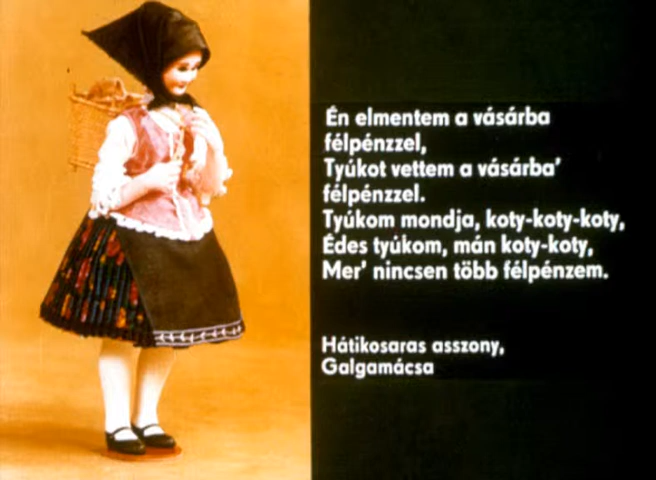 Én elmentem a vásárba
félpénzzel,
Tyúkot vettem a vásárba’
félpénzzel.
Tyúkom mondja, koty-koty-koty,
Édes tyúkom, mán koty-koty,
Mer’ nincsen több félpénzem.
Hátikosaras asszony,
Galgamácsa